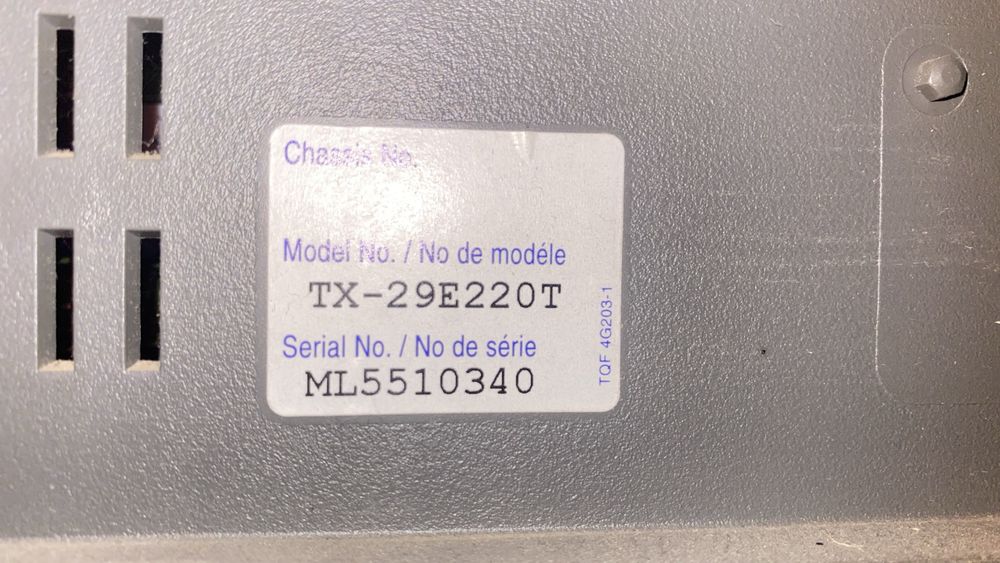 Chassis No.
Model No. / No de modéle
TX-29E220T
Serial No. / No de série
ML5510340
TQF 4G203-1